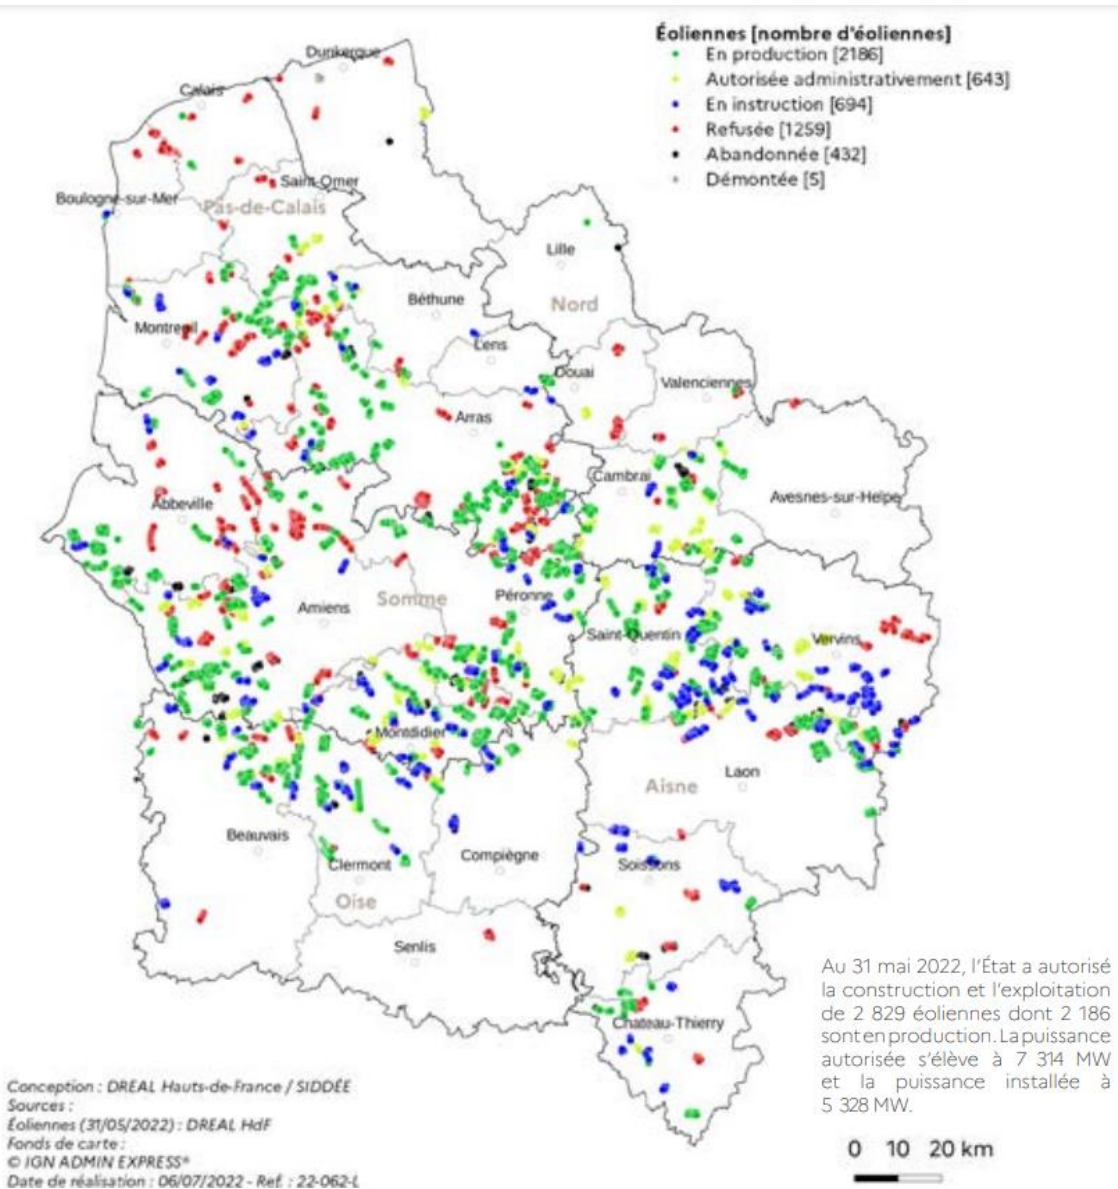 Éoliennes [nombre d'éoliennes]
En production [2186]
Autorisée administrativement [643]
En instruction [694]
Refusée [1259]
Abandonnée [432]
Démontée [5]
Dunkerque
Calais
Saint-Omer
Boulogne-sur-Mer
Pas-de-Calais
Lille
Béthune
Nord
Montreuil
Lens
Douai
Valenciennes
Arras
Cambrai
Avesnes-sur-Helpe
Abbeville
Amiens
Somme
Péronne
Saint-Quentin
Vervins
Montdidier
Laon
Aisne
Beauvais
Clermont
Compiègne
Soissons
Oise
Senlis
Chateau-Thierry
Au 31 mai 2022, l'État a autorisé
la construction et l'exploitation
de 2 829 éoliennes dont 2 186
sont en production. La puissance
autorisée s'élève à 7 314 MW
et la puissance installée à
5 328 MW.
Conception : DREAL Hauts-de-France / SIDDÉE
Sources :
Éoliennes (31/05/2022) : DREAL HdF
Fonds de carte :
© IGN ADMIN EXPRESS®
Date de réalisation : 06/07/2022 - Ref. : 22-062-L
0 10 20 km